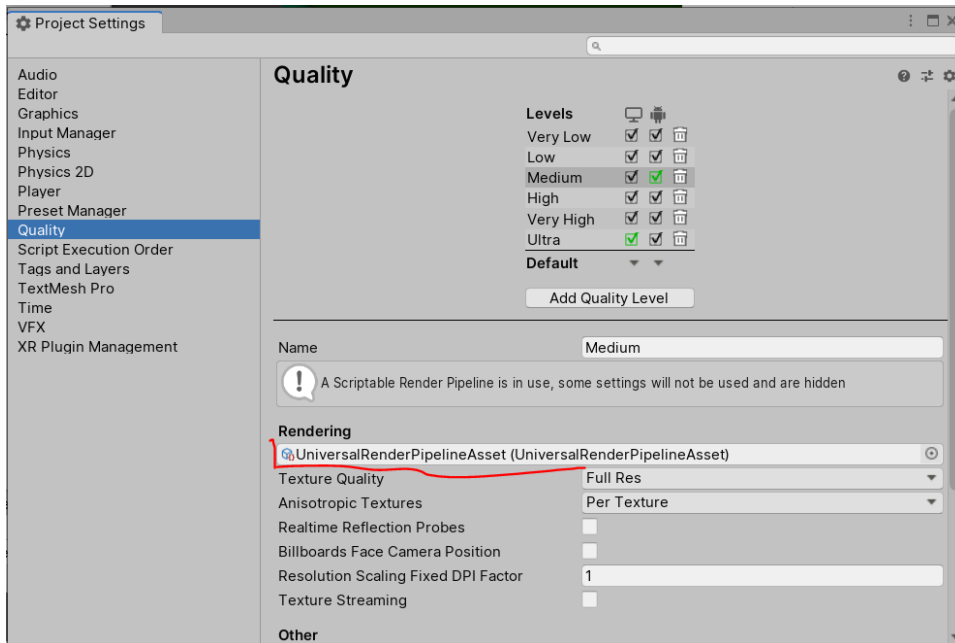 Project Settings
Audio
Editor
Graphics
Input Manager
Physics
Physics 2D
Player
Preset Manager
Quality
Script Execution Order
Tags and Layers
TextMesh Pro
Time
VFX
XR Plugin Management
Quality
Levels
Very Low
Low
Medium
High
Very High
Ultra
Default
Add Quality Level
Name Medium
A Scriptable Render Pipeline is in use, some settings will not be used and are hidden
Rendering
UniversalRenderPipelineAsset (UniversalRenderPipelineAsset)
Texture Quality Full Res
Anisotropic Textures Per Texture
Realtime Reflection Probes
Billboards Face Camera Position
Resolution Scaling Fixed DPI Factor 1
Texture Streaming
Other